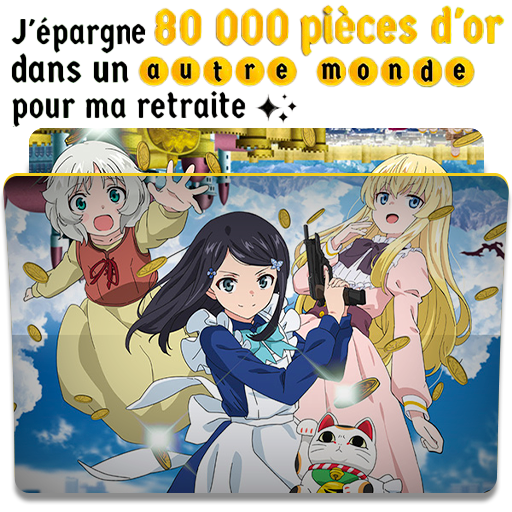 J'épargne 80 000 pièces d'or
dans un autre monde
pour ma retraite